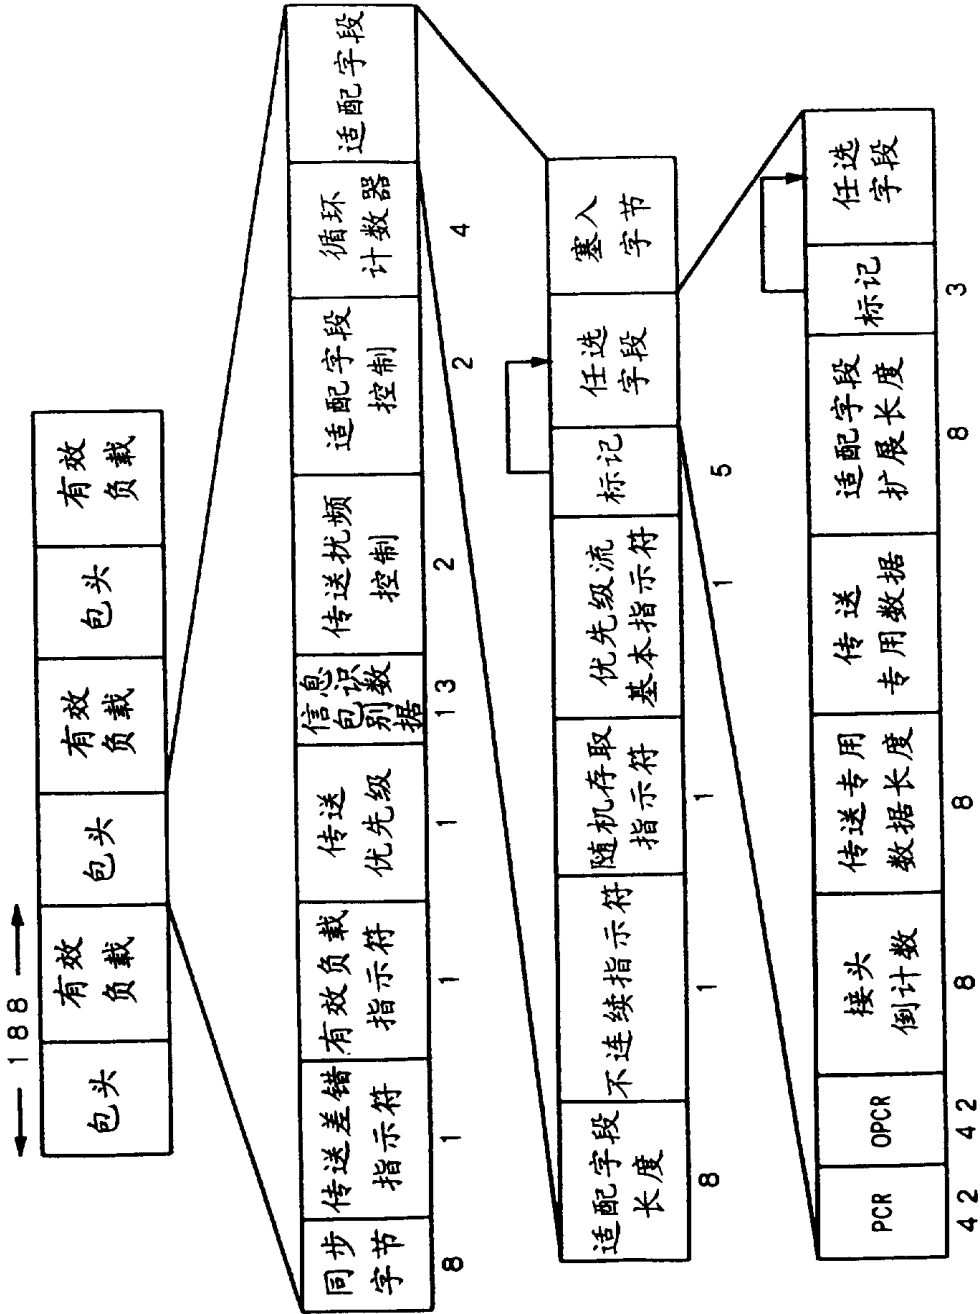 188
包头
有效
负载
包头
有效
负载
包头
有效
负载
同步
字节
传送差错
指示符
有效负载
指示符
传送
优先级
信息
包识
别数
据
传送扰频
控制
适配字段
控制
循环
计数器
适配字段
8
1
1
1
13
2
2
4
适配字段
长度
不连续指示符
随机存取
指示符
优先级流
基本指示符
标记
任选
字段
塞入
字节
8
1
1
1
5
PCR
OPCR
接头
倒计数
传送专用
数据长度
传送
专用数据
适配字段
扩展长度
标记
任选
字段
42
42
8
8
8
3